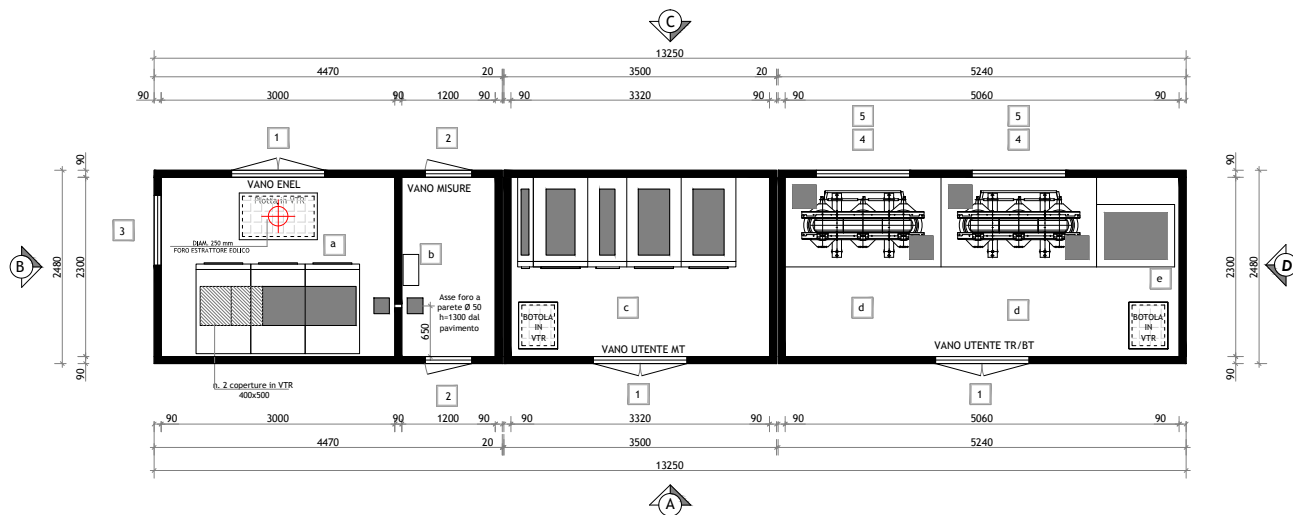 C
13250
4470
20
3500
20
5240
90
3000
90
1200
90
90
3320
90
90
5060
90
1
2
5
5
4
4
90
2300
2480
90
90
2300
2480
90
3
B
D
VANO ENEL
VANO MISURE
Plotta in VTR
DIAM. 250 mm
FORO ESTRATTORE EOLICO
a
b
Asse foro a
parete Ø 50
h=1300 dal
pavimento
650
c
d
d
e
BOTOLA
IN
VTR
BOTOLA
IN
VTR
VANO UTENTE MT
VANO UTENTE TR/BT
n. 2 coperture in VTR
400x500
2
1
1
90
3000
90
1200
90
90
3320
90
90
5060
90
4470
20
3500
20
5240
13250
A